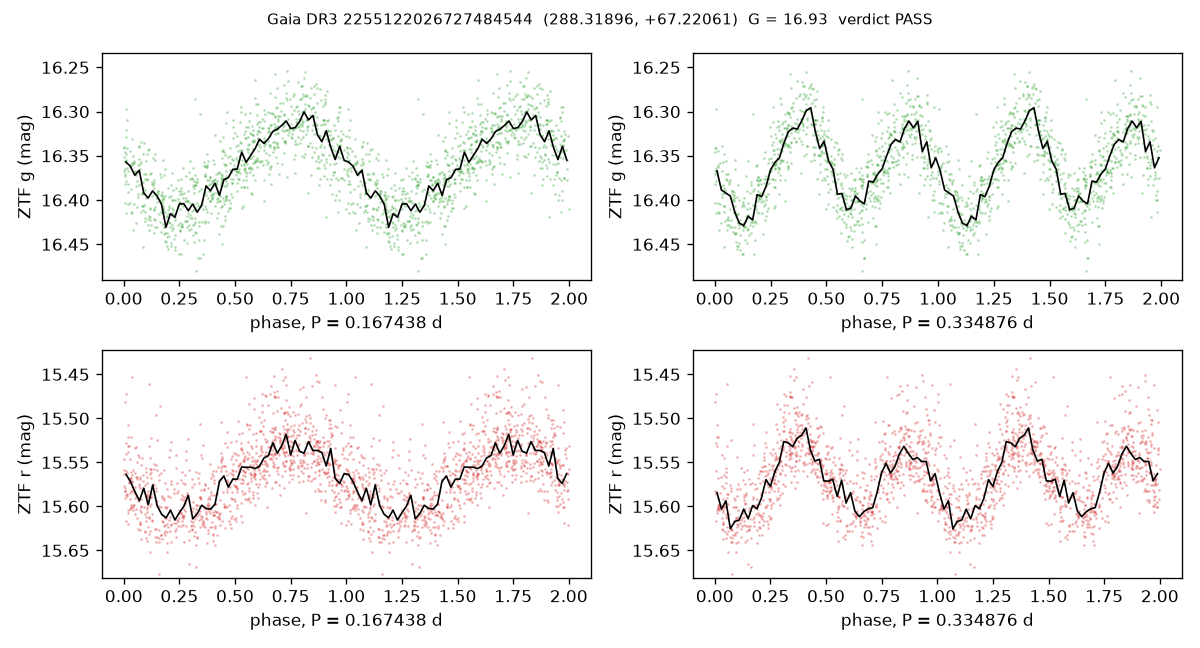 Gaia DR3 2255122026727484544 (288.31896, +67.22061) G = 16.93 verdict PASS
ZTF g (mag)
16.25
16.30
16.35
16.40
16.45
0.00 0.25 0.50 0.75 1.00 1.25 1.50 1.75 2.00
phase, P = 0.167438 d
ZTF g (mag)
16.25
16.30
16.35
16.40
16.45
0.00 0.25 0.50 0.75 1.00 1.25 1.50 1.75 2.00
phase, P = 0.334876 d
ZTF r (mag)
15.45
15.50
15.55
15.60
15.65
0.00 0.25 0.50 0.75 1.00 1.25 1.50 1.75 2.00
phase, P = 0.167438 d
ZTF r (mag)
15.45
15.50
15.55
15.60
15.65
0.00 0.25 0.50 0.75 1.00 1.25 1.50 1.75 2.00
phase, P = 0.334876 d